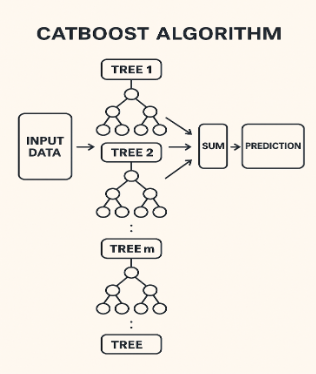 CATBOOST ALGORITHM
TREE 1
INPUT
DATA
TREE 2
SUM
PREDICTION
TREE m
TREE